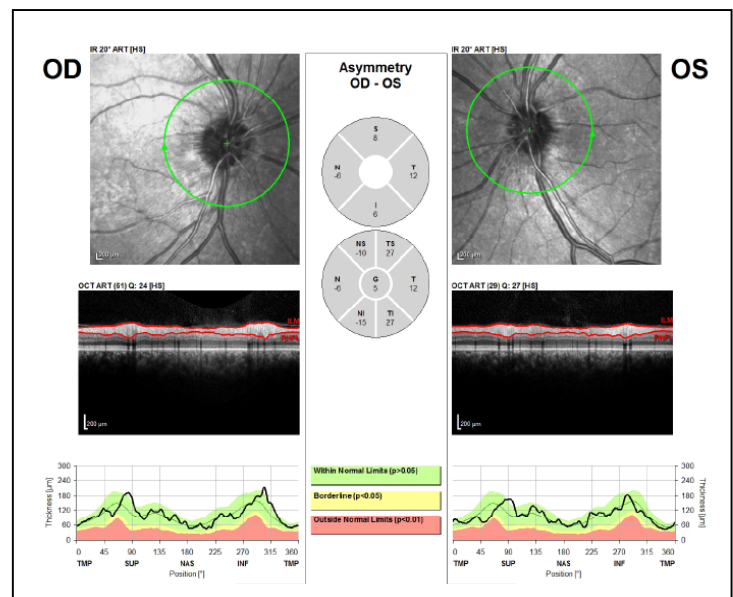 IR 20° ART [HS]
OD
200 µm
Asymmetry
OD - OS
S
8
N
-6
T
12
I
6
NS
-10
TS
27
N
-6
G
5
T
12
NI
-15
TI
27
IR 20° ART [HS]
OS
200 µm
OCT ART (51) Q: 24 [HS]
ILM
RNFL
200 µm
OCT ART (29) Q: 27 [HS]
ILM
RNFL
200 µm
Within Normal Limits (p>0.05)
Borderline (p<0.05)
Outside Normal Limits (p<0.01)
Thickness [µm]
300
240
180
120
60
0
0 45 90 135 180 225 270 315 360
TMP SUP NAS INF TMP
Position [°]
300
240
180
120
60
0
Thickness [µm]
0 45 90 135 180 225 270 315 360
TMP SUP NAS INF TMP
Position [°]